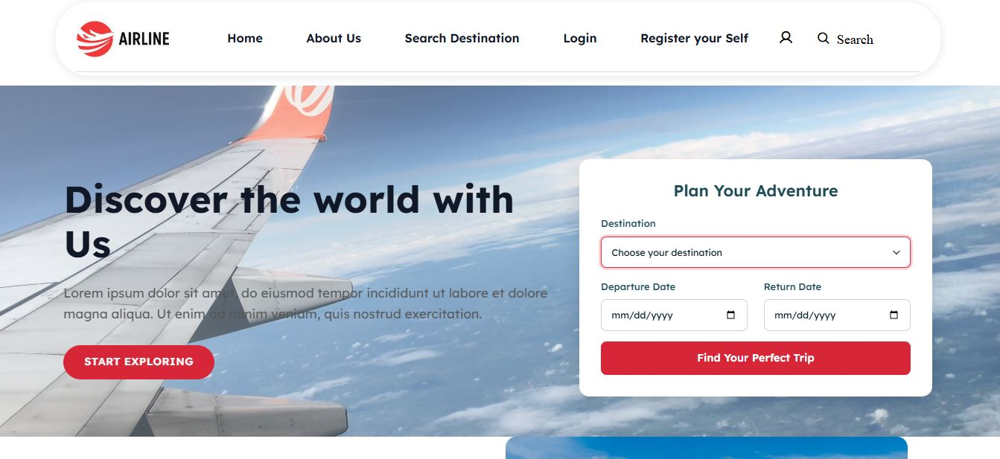 AIRLINE
Home
About Us
Search Destination
Login
Register your Self
Search
Discover the world with
Us
Lorem ipsum dolor sit amet, do eiusmod tempor incididunt ut labore et dolore
magna aliqua. Ut enim ad minim veniam, quis nostrud exercitation.
START EXPLORING
Plan Your Adventure
Destination
Choose your destination
Departure Date
Return Date
mm/dd/yyyy
mm/dd/yyyy
Find Your Perfect Trip